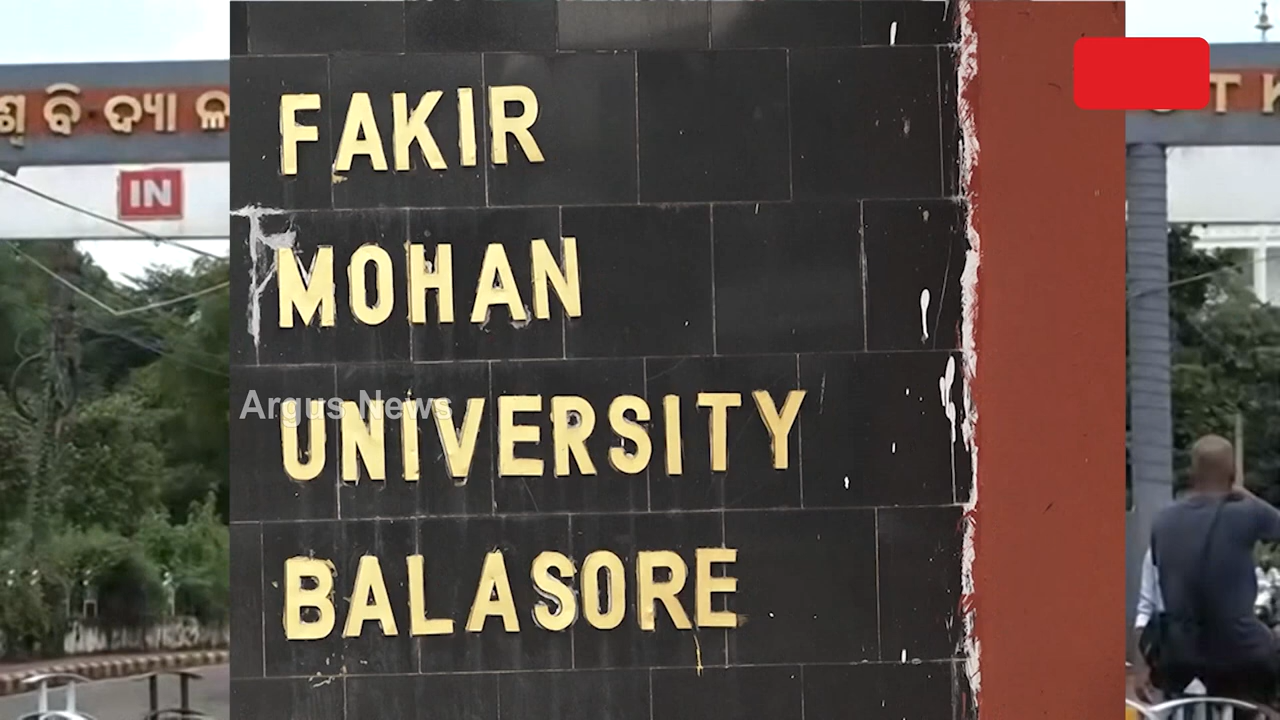 ବିଦ୍ୟାଳ
IN
FAKIR
MOHAN
UNIVERSITY
BALASORE
Argus News